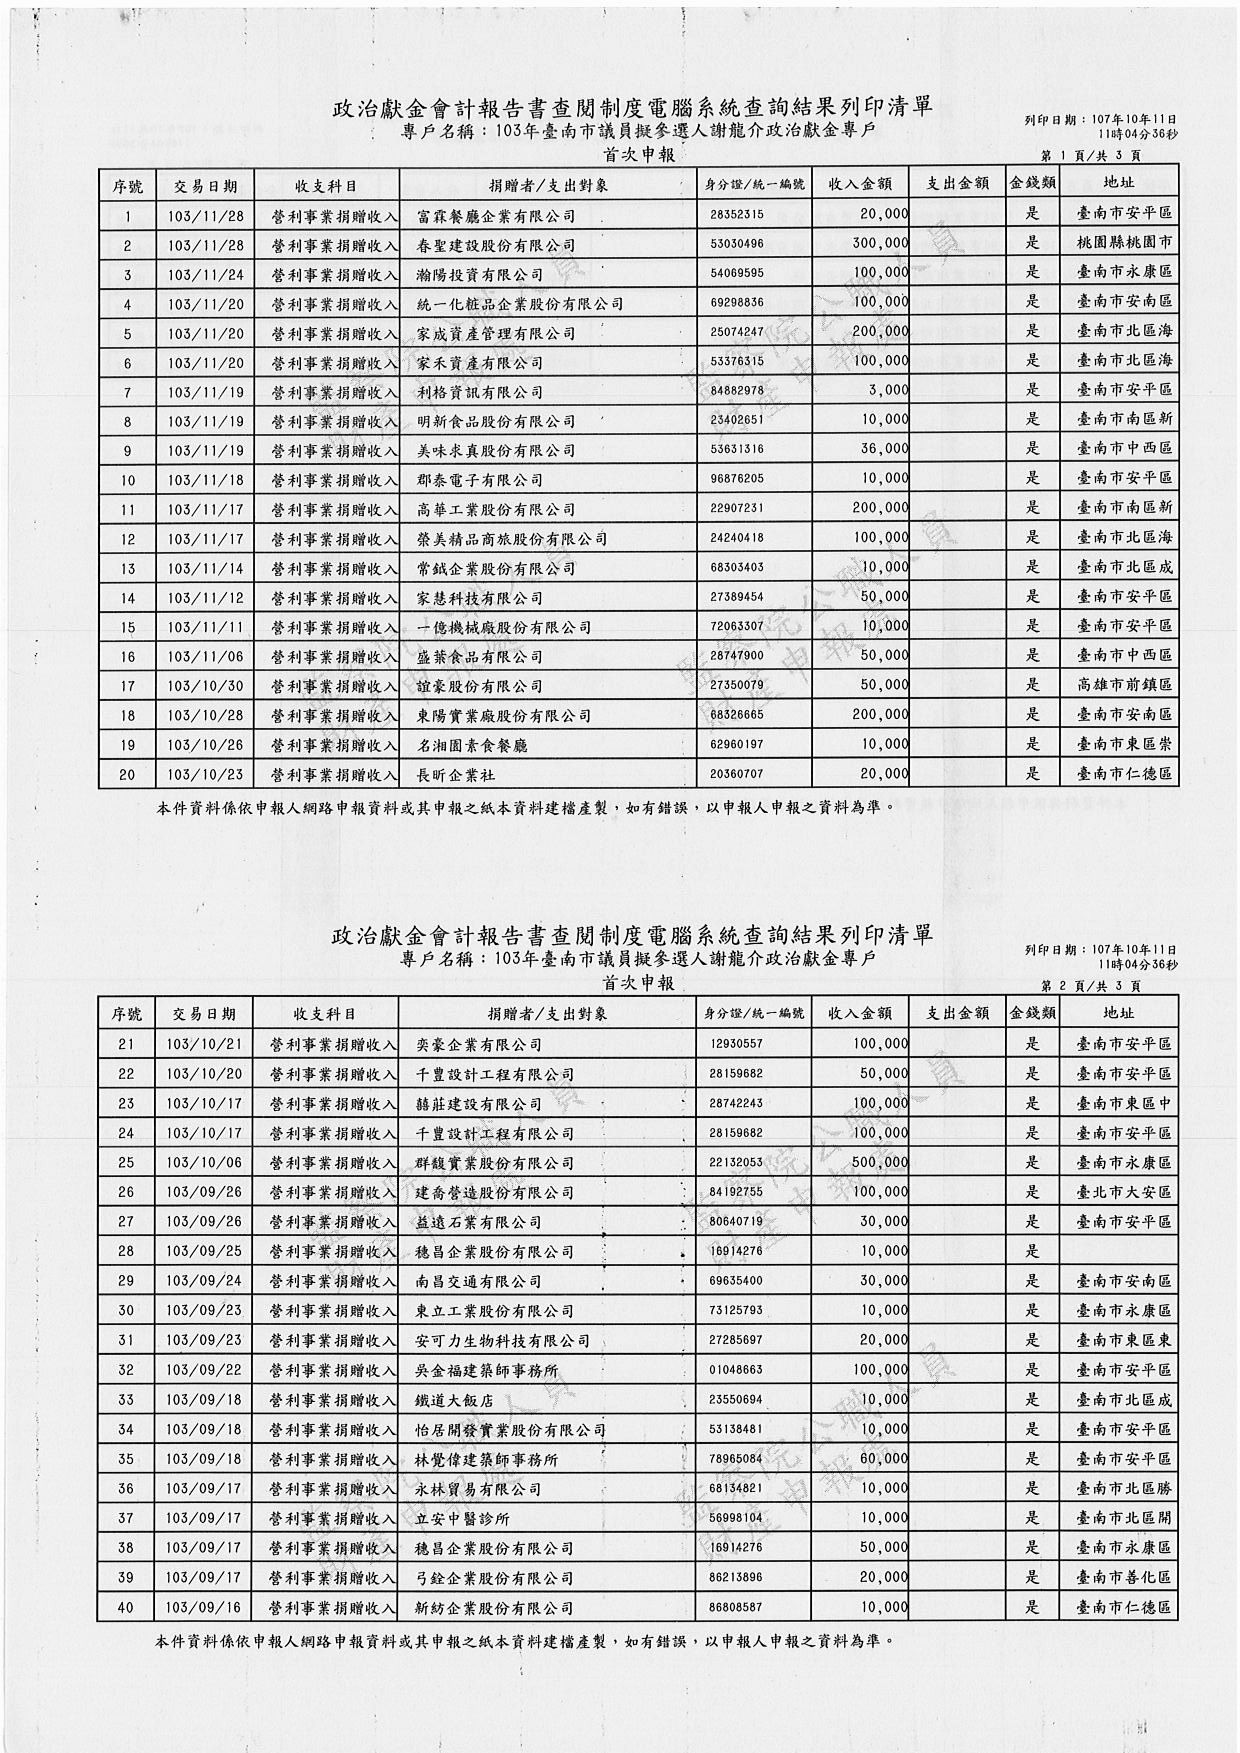 政治獻金會計報告書查閱制度電腦系統查詢結果列印清單
專戶名稱：103年臺南市議員擬參選人謝龍介政治獻金專戶
列印日期：107年10年11日
11時04分36秒
首次申報
第 1 頁/共 3 頁
序號 交易日期 收支科目 捐贈者/支出對象 身分證/統一編號 收入金額 支出金額 金錢類 地址
1 103/11/28 營利事業捐贈收入 富霖餐廳企業有限公司 28352315 20,000 是 臺南市安平區
2 103/11/28 營利事業捐贈收入 春聖建設股份有限公司 53030496 300,000 是 桃園縣桃園市
3 103/11/24 營利事業捐贈收入 瀚陽投資有限公司 54069595 100,000 是 臺南市永康區
4 103/11/20 營利事業捐贈收入 統一化粧品企業股份有限公司 69298836 100,000 是 臺南市安南區
5 103/11/20 營利事業捐贈收入 家成資產管理有限公司 25074247 200,000 是 臺南市北區海
6 103/11/20 營利事業捐贈收入 家禾資產有限公司 53376315 100,000 是 臺南市北區海
7 103/11/19 營利事業捐贈收入 利格資訊有限公司 84882978 3,000 是 臺南市安平區
8 103/11/19 營利事業捐贈收入 明新食品股份有限公司 23402651 10,000 是 臺南市南區新
9 103/11/19 營利事業捐贈收入 美味求真股份有限公司 53631316 36,000 是 臺南市中西區
10 103/11/18 營利事業捐贈收入 郡泰電子有限公司 96876205 10,000 是 臺南市安平區
11 103/11/17 營利事業捐贈收入 高華工業股份有限公司 22907231 200,000 是 臺南市南區新
12 103/11/17 營利事業捐贈收入 榮美精品商旅股份有限公司 24240418 100,000 是 臺南市北區海
13 103/11/14 營利事業捐贈收入 常鉞企業股份有限公司 68303403 10,000 是 臺南市北區成
14 103/11/12 營利事業捐贈收入 家慧科技有限公司 27389454 50,000 是 臺南市安平區
15 103/11/11 營利事業捐贈收入 一億機械廠股份有限公司 72063307 10,000 是 臺南市安平區
16 103/11/06 營利事業捐贈收入 盛葉食品有限公司 28747900 50,000 是 臺南市中西區
17 103/10/30 營利事業捐贈收入 誼豪股份有限公司 27350079 50,000 是 高雄市前鎮區
18 103/10/28 營利事業捐贈收入 東陽實業廠股份有限公司 68326665 200,000 是 臺南市安南區
19 103/10/26 營利事業捐贈收入 名湘園素食餐廳 62960197 10,000 是 臺南市東區崇
20 103/10/23 營利事業捐贈收入 長昕企業社 20360707 20,000 是 臺南市仁德區
本件資料係依申報人網路申報資料或其申報之紙本資料建檔產製，如有錯誤，以申報人申報之資料為準。
政治獻金會計報告書查閱制度電腦系統查詢結果列印清單
專戶名稱：103年臺南市議員擬參選人謝龍介政治獻金專戶
列印日期：107年10年11日
11時04分36秒
首次申報
第 2 頁/共 3 頁
序號 交易日期 收支科目 捐贈者/支出對象 身分證/統一編號 收入金額 支出金額 金錢類 地址
21 103/10/21 營利事業捐贈收入 奕豪企業有限公司 12930557 100,000 是 臺南市安平區
22 103/10/20 營利事業捐贈收入 千豐設計工程有限公司 28159682 50,000 是 臺南市安平區
23 103/10/17 營利事業捐贈收入 囍莊建設有限公司 28742243 100,000 是 臺南市東區中
24 103/10/17 營利事業捐贈收入 千豐設計工程有限公司 28159682 100,000 是 臺南市安平區
25 103/10/06 營利事業捐贈收入 群馥實業股份有限公司 22132053 500,000 是 臺南市永康區
26 103/09/26 營利事業捐贈收入 建喬營造股份有限公司 84192755 100,000 是 臺北市大安區
27 103/09/26 營利事業捐贈收入 益遠石業有限公司 80640719 30,000 是 臺南市安平區
28 103/09/25 營利事業捐贈收入 穗昌企業股份有限公司 16914276 10,000 是
29 103/09/24 營利事業捐贈收入 南昌交通有限公司 69635400 30,000 是 臺南市安南區
30 103/09/23 營利事業捐贈收入 東立工業股份有限公司 73125793 10,000 是 臺南市永康區
31 103/09/23 營利事業捐贈收入 安可力生物科技有限公司 27285697 20,000 是 臺南市東區東
32 103/09/22 營利事業捐贈收入 吳金福建築師事務所 01048663 100,000 是 臺南市安平區
33 103/09/18 營利事業捐贈收入 鐵道大飯店 23550694 10,000 是 臺南市北區成
34 103/09/18 營利事業捐贈收入 怡居開發實業股份有限公司 53138481 10,000 是 臺南市安平區
35 103/09/18 營利事業捐贈收入 林覺偉建築師事務所 78965084 60,000 是 臺南市安平區
36 103/09/17 營利事業捐贈收入 永林貿易有限公司 68134821 10,000 是 臺南市北區勝
37 103/09/17 營利事業捐贈收入 立安中醫診所 56998104 10,000 是 臺南市北區開
38 103/09/17 營利事業捐贈收入 穗昌企業股份有限公司 16914276 50,000 是 臺南市永康區
39 103/09/17 營利事業捐贈收入 弓銓企業股份有限公司 86213896 20,000 是 臺南市善化區
40 103/09/16 營利事業捐贈收入 新紡企業股份有限公司 86808587 10,000 是 臺南市仁德區
本件資料係依申報人網路申報資料或其申報之紙本資料建檔產製，如有錯誤，以申報人申報之資料為準。
監察院公職人員
財產申報處